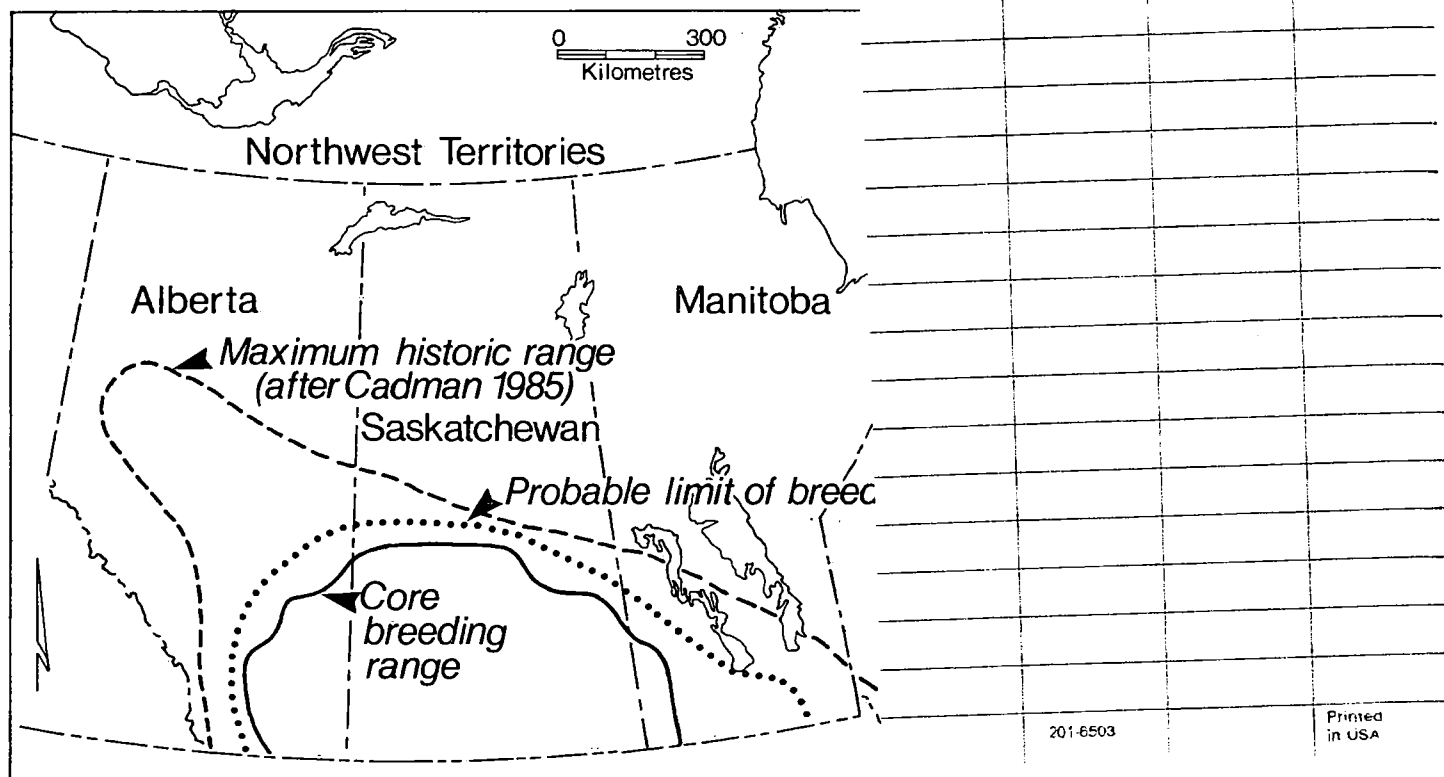 0 300
Kilometres
Northwest Territories
Alberta
Manitoba
Maximum historic range
(after Cadman 1985)
Saskatchewan
Probable limit of breed
Core
breeding
range
201-6503
Printed
in USA